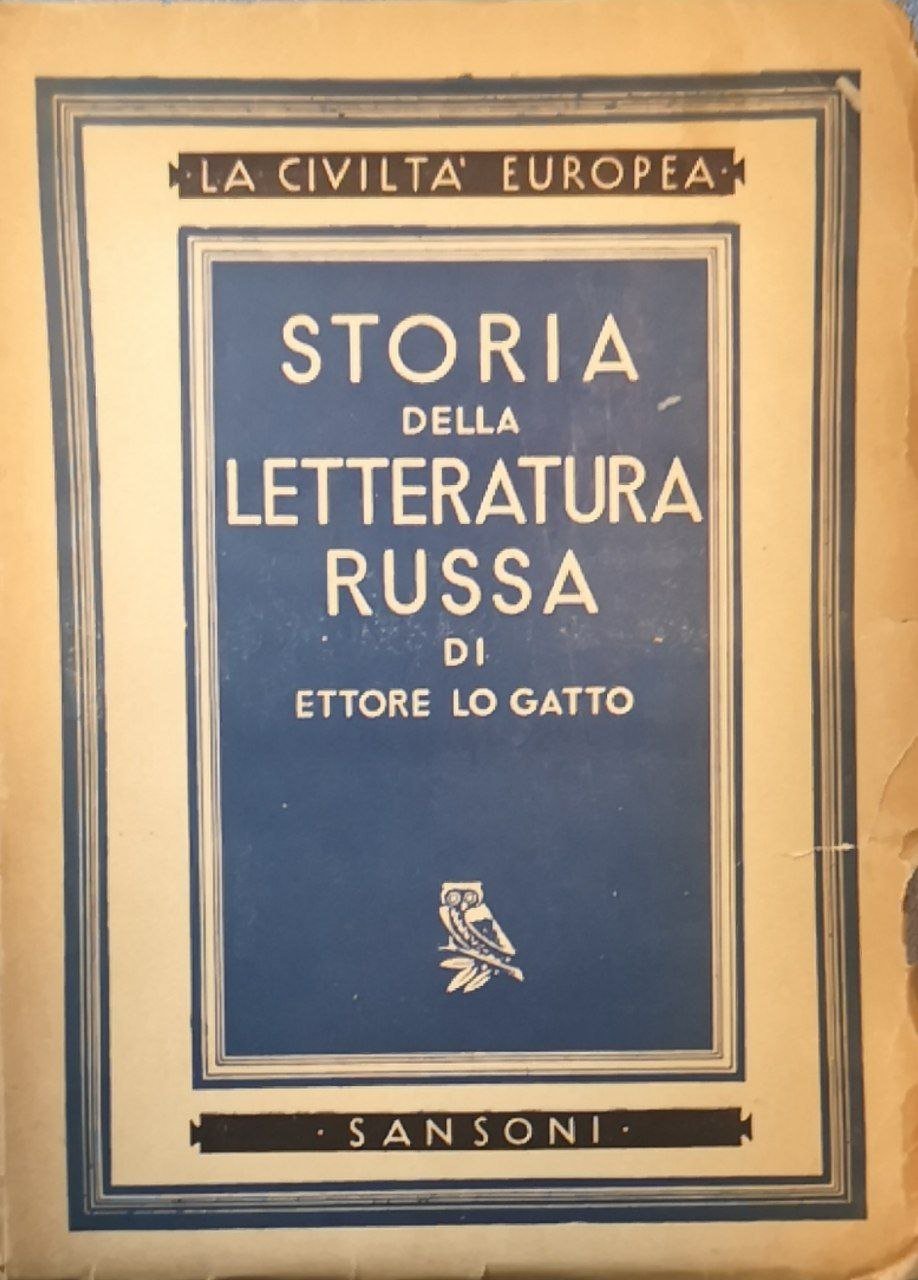 ·LA CIVILTA' EUROPEA·
STORIA
DELLA
LETTERATURA
RUSSA
DI
ETTORE LO GATTO
·SANSONI·